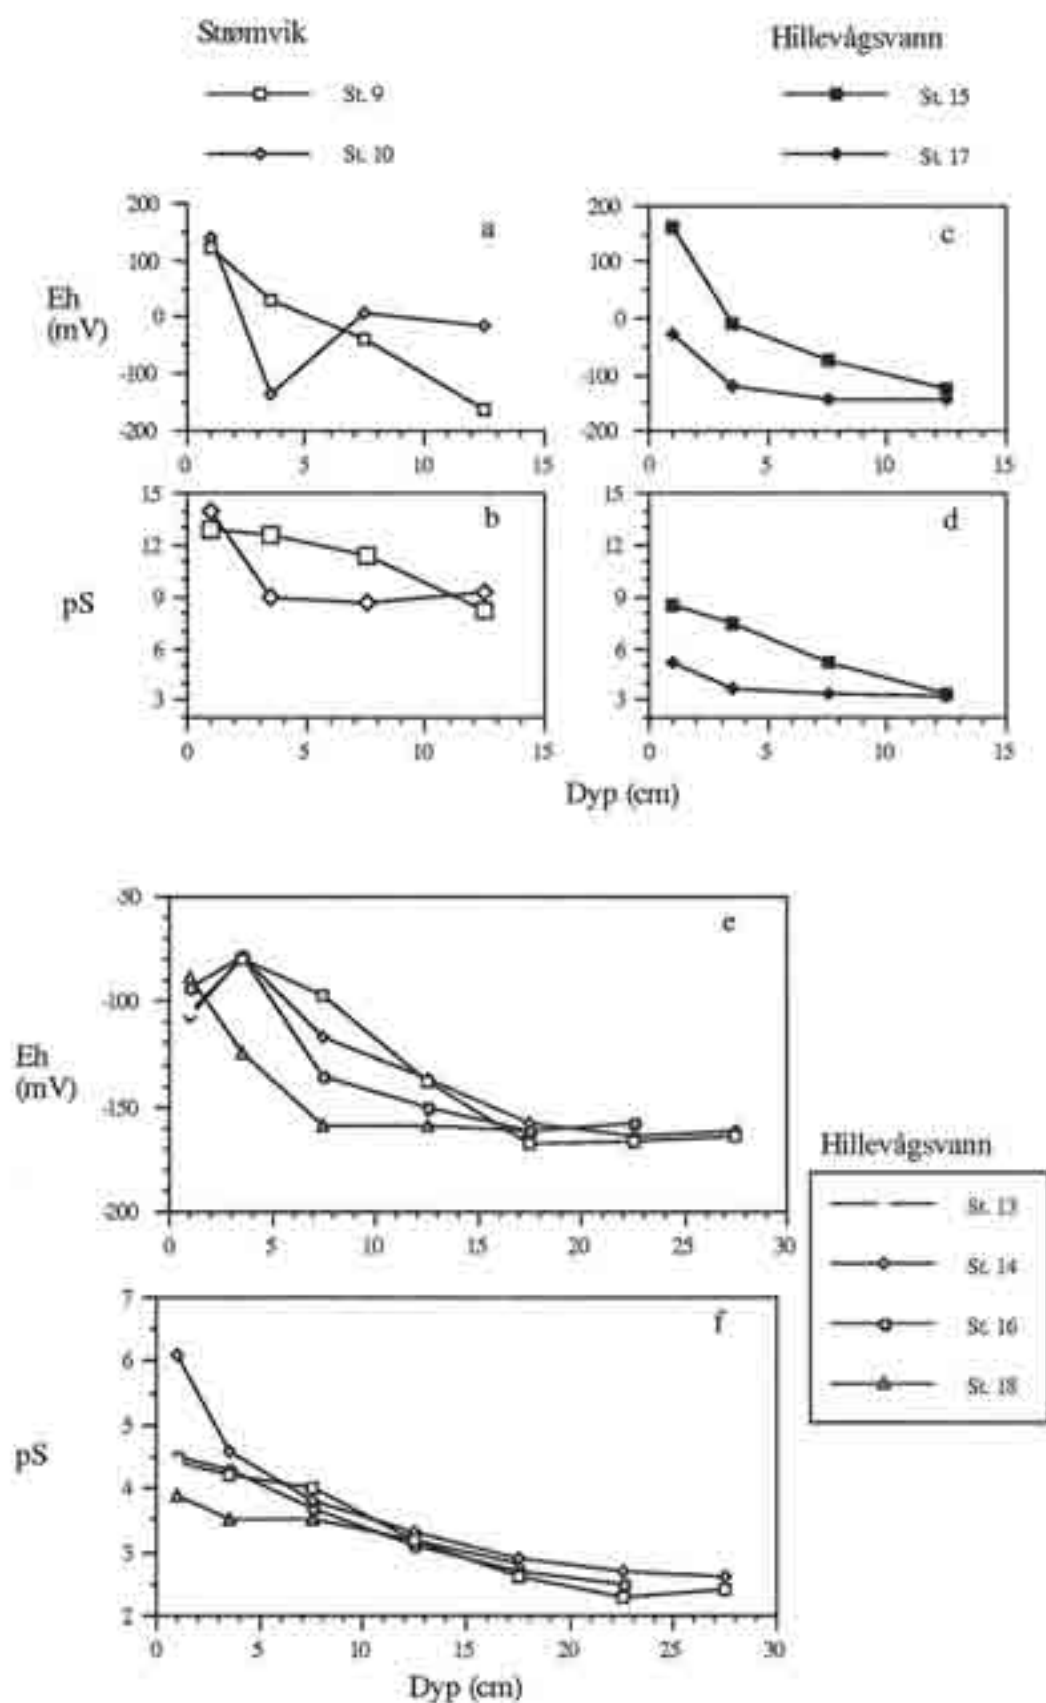 Strømvik
Hillevågsvann
St. 9
St. 15
St. 10
St. 17
200
100
0
-100
-200
Eh
(mV)
a
0 5 10 15
200
100
0
-100
-200
c
0 5 10 15
15
12
9
6
3
pS
b
0 5 10 15
15
12
9
6
3
d
0 5 10 15
Dyp (cm)
-50
-100
-150
-200
Eh
(mV)
e
0 5 10 15 20 25 30
Hillevågsvann
St. 13
St. 14
St. 16
St. 18
7
6
5
4
3
2
pS
f
0 5 10 15 20 25 30
Dyp (cm)